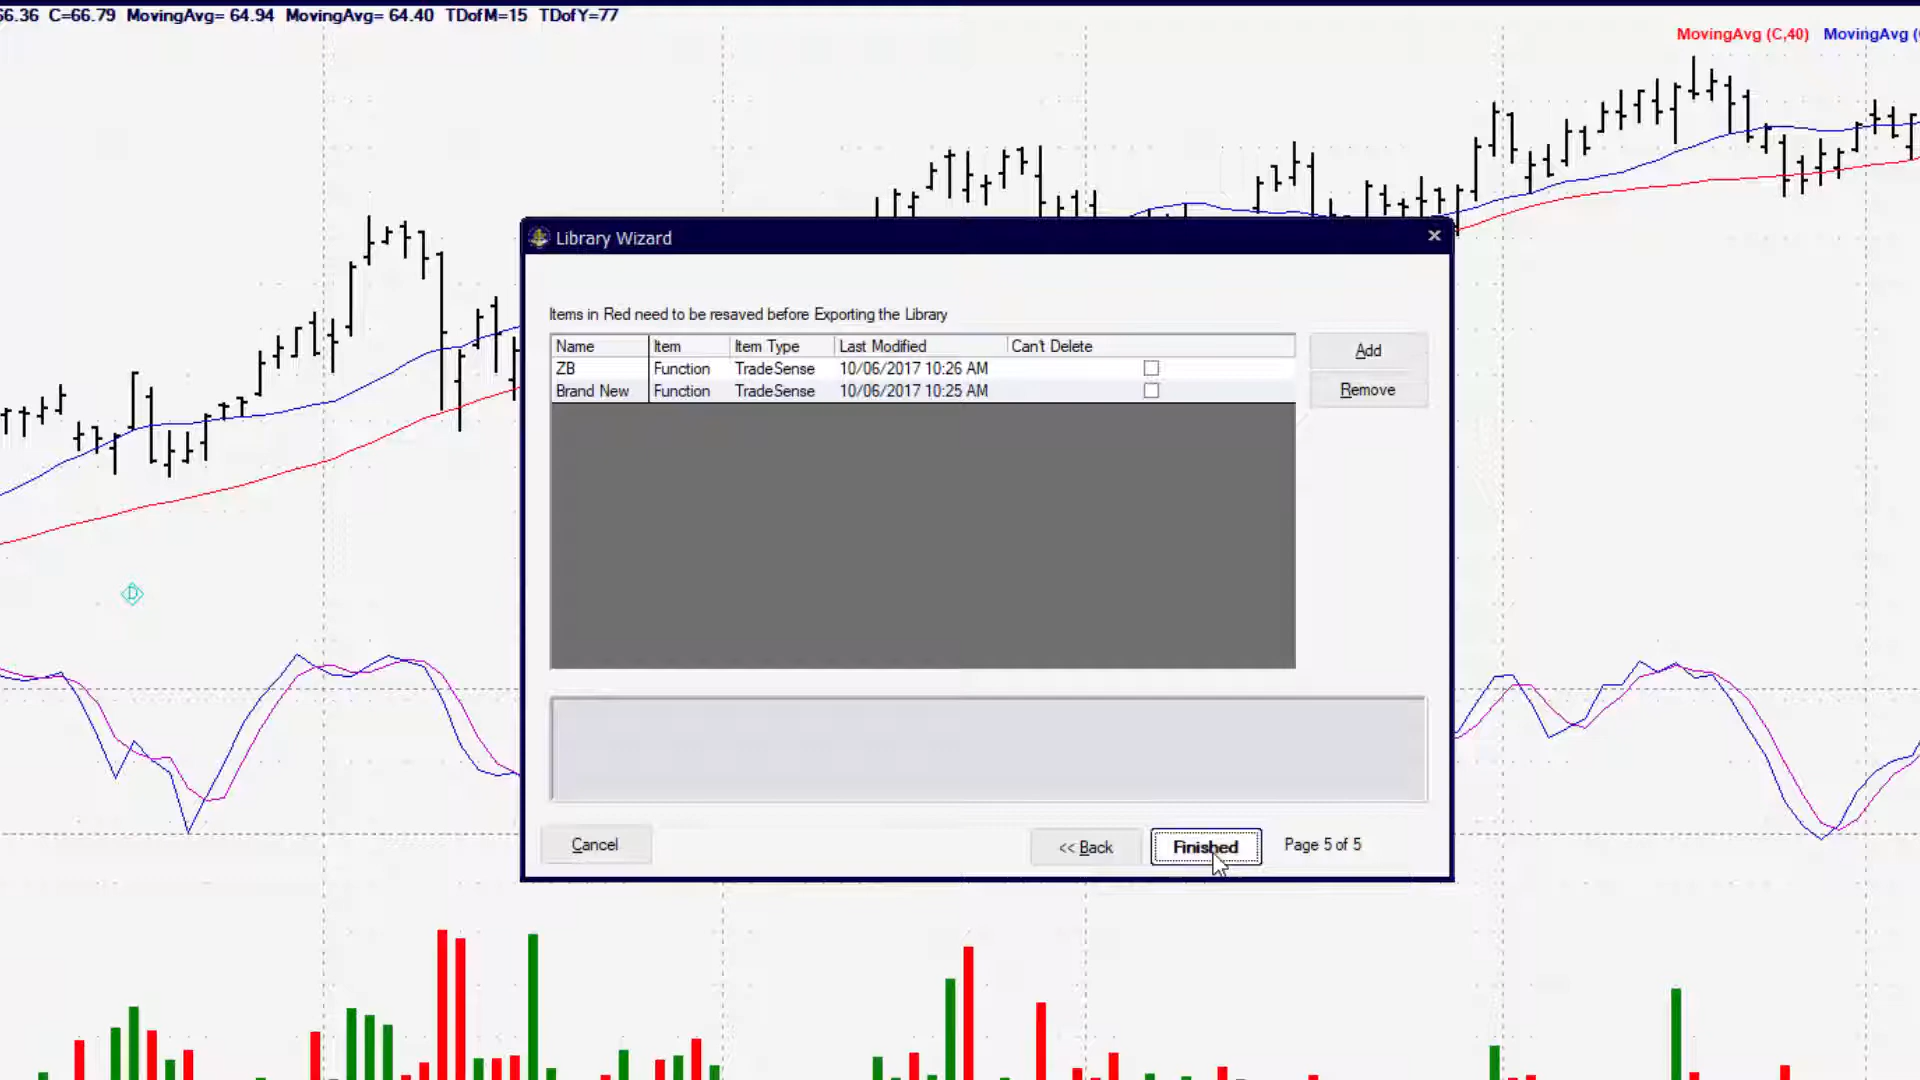 66.36 C=66.79 MovingAvg= 64.94 MovingAvg= 64.40 TDofM=15 TDofY=77
MovingAvg (C,40) MovingAvg (
Library Wizard
Items in Red need to be resaved before Exporting the Library
Name Item Item Type Last Modified Can't Delete
ZB Function TradeSense 10/06/2017 10:26 AM
Brand New Function TradeSense 10/06/2017 10:25 AM
Add
Remove
D
Cancel << Back Finished Page 5 of 5